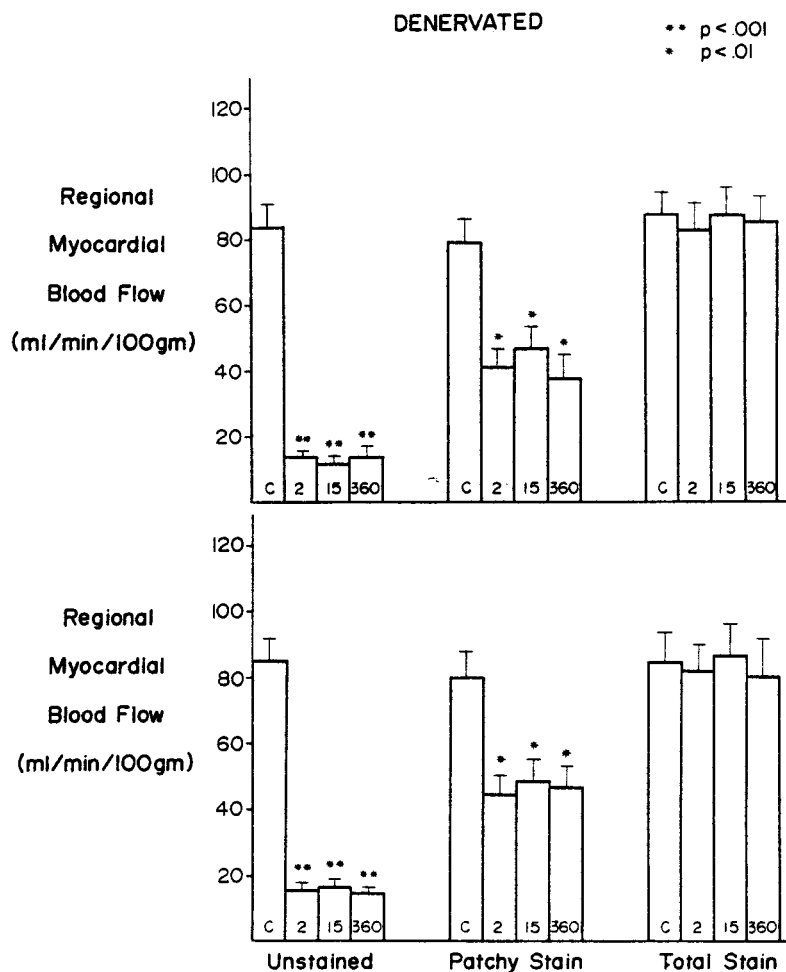 DENERVATED
** p<.001
* p<.01
120
100
80
60
40
20
Regional
Myocardial
Blood Flow
(ml/min/100gm)
** ** **
* * *
C 2 15 360
C 2 15 360
C 2 15 360
120
100
80
60
40
20
Regional
Myocardial
Blood Flow
(ml/min/100gm)
** ** **
* * *
C 2 15 360
C 2 15 360
C 2 15 360
Unstained Patchy Stain Total Stain